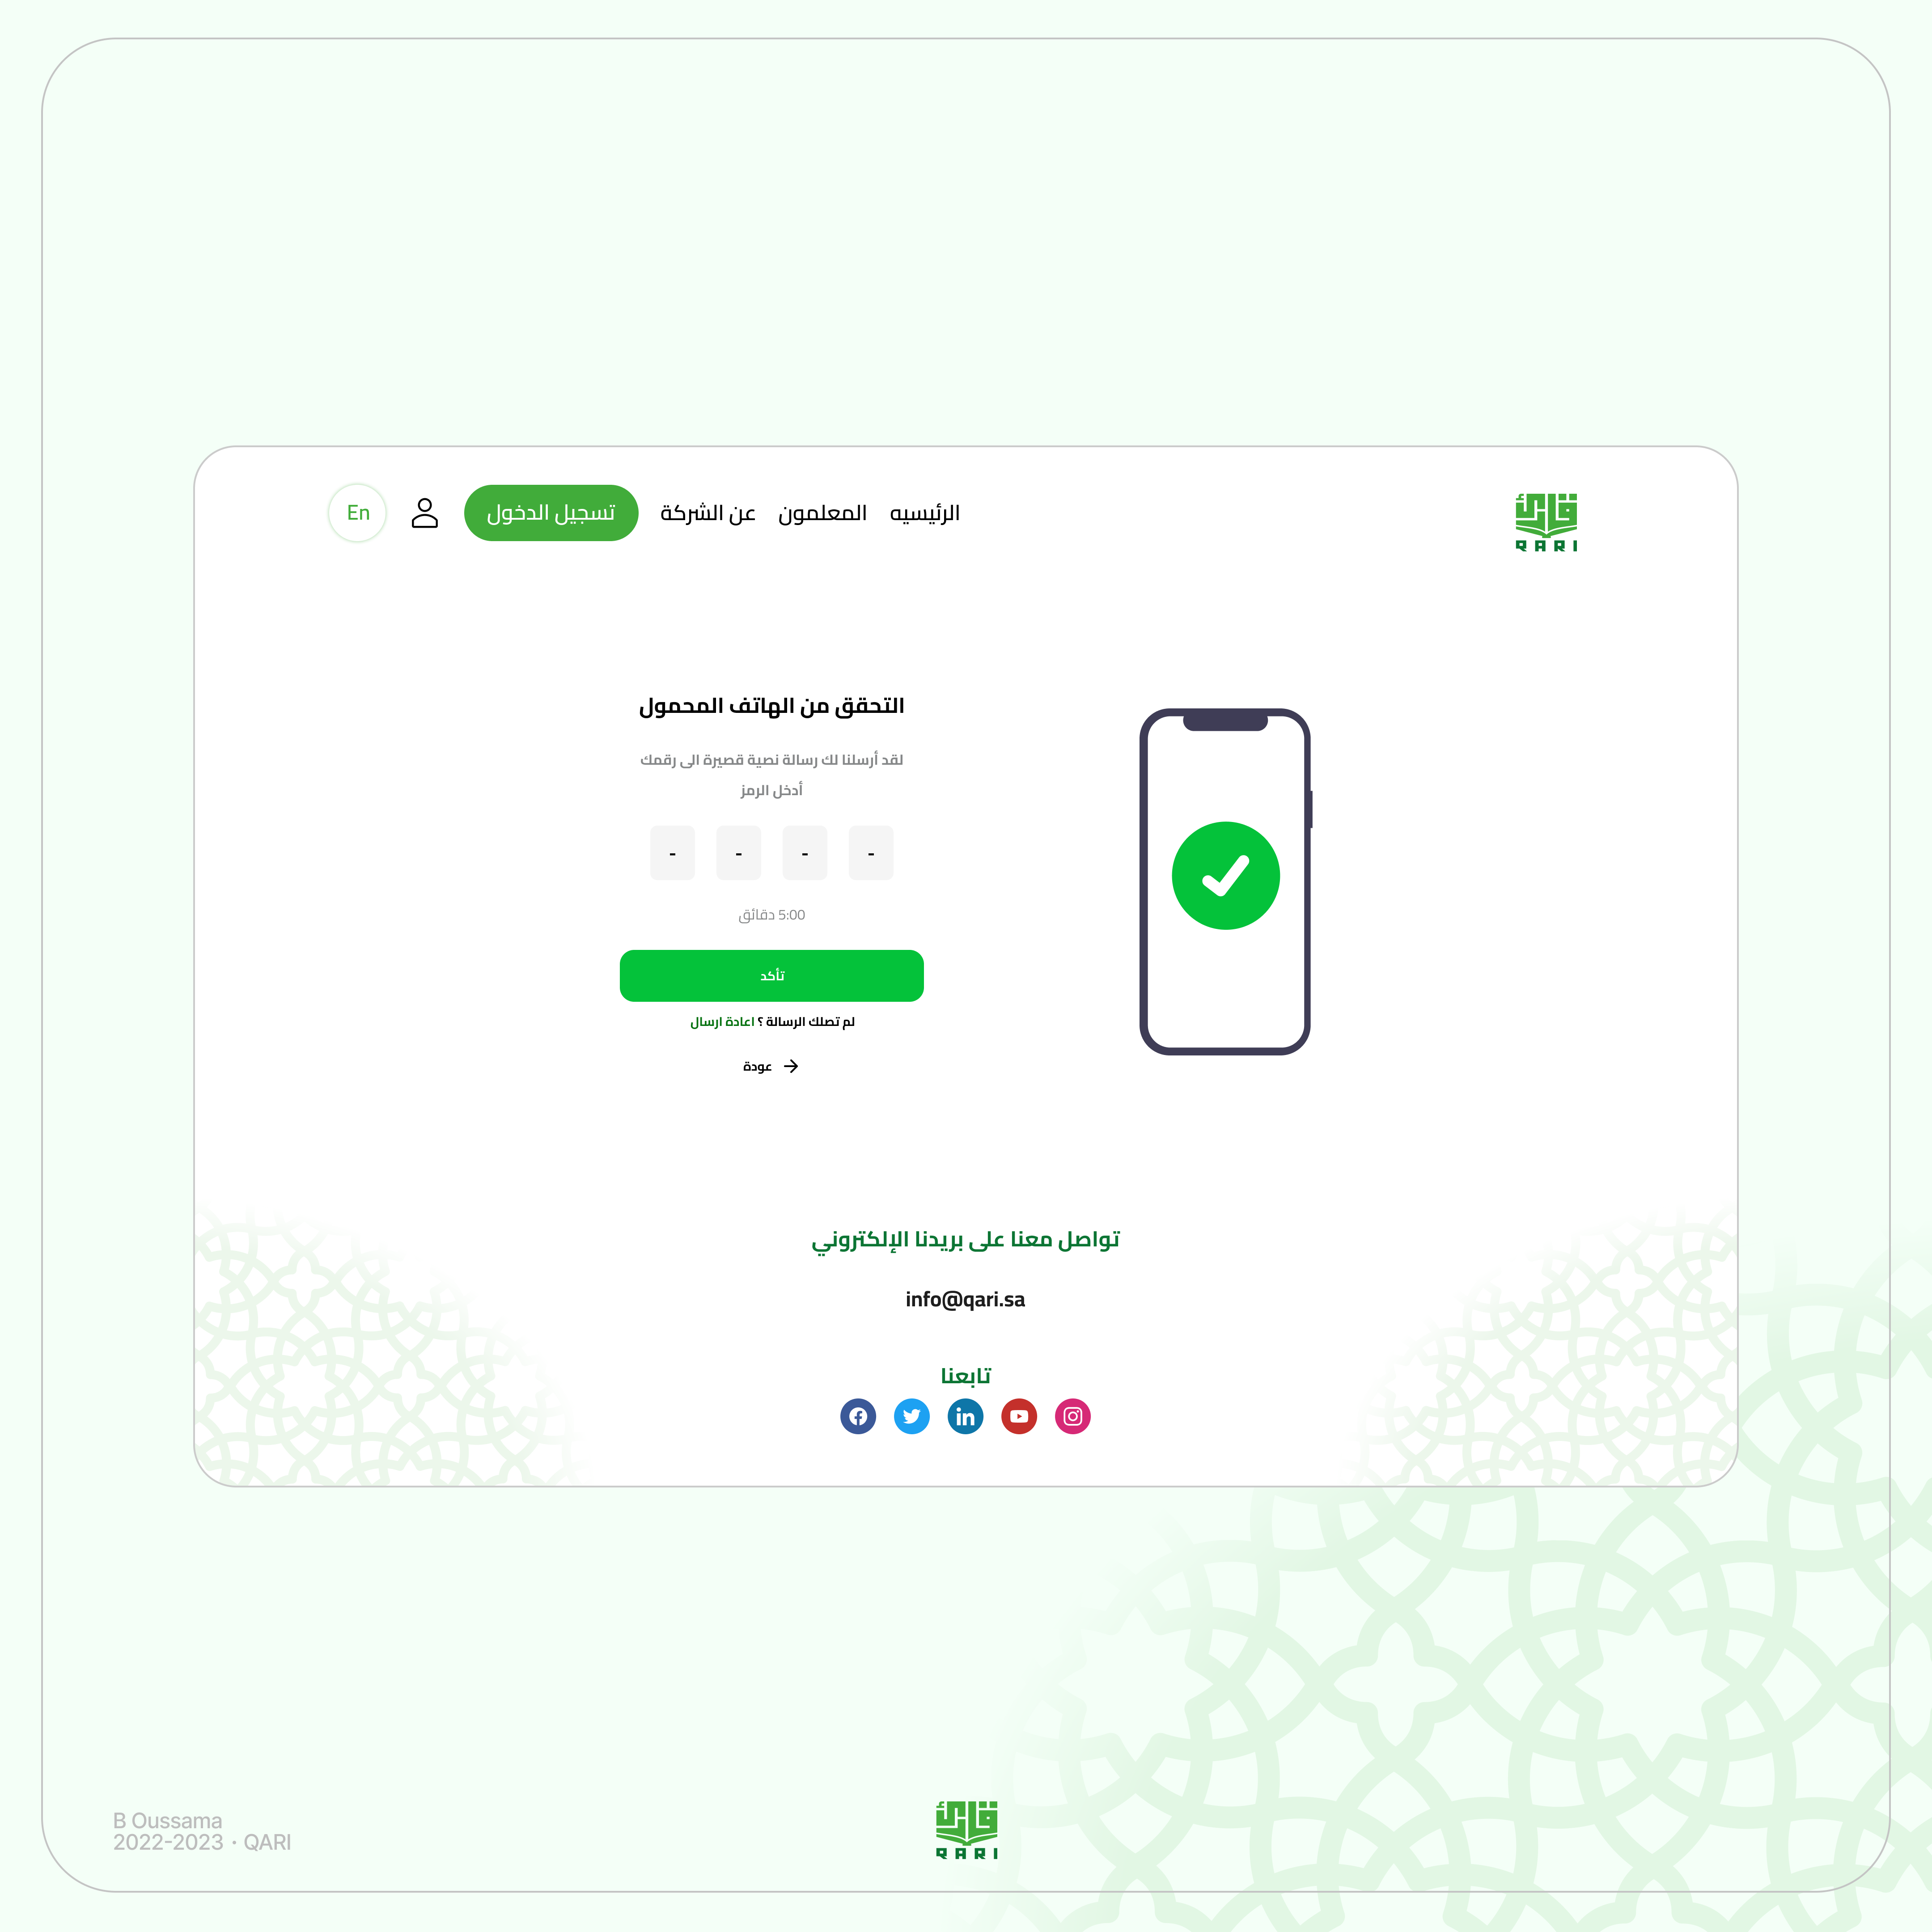 الرئيسيه
المعلمون
عن الشركة
تسجيل الدخول
En
قارئ
QARI
التحقق من الهاتف المحمول
لقد أرسلنا لك رسالة نصية قصيرة الى رقمك
أدخل الرمز
- - - -
5:00 دقائق
تأكد
لم تصلك الرسالة ؟ اعادة ارسال
→ عودة
تواصل معنا على بريدنا الإلكتروني
info@qari.sa
تابعنا
B Oussama
2022-2023 • QARI
قارئ
QARI